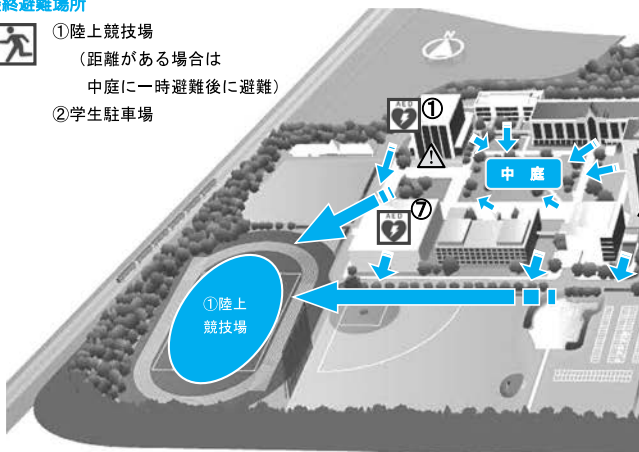 終避難場所
①陸上競技場
（距離がある場合は
中庭に一時避難後に避難）
②学生駐車場
N
AED
①
!
中庭
AED
⑦
①陸上
競技場